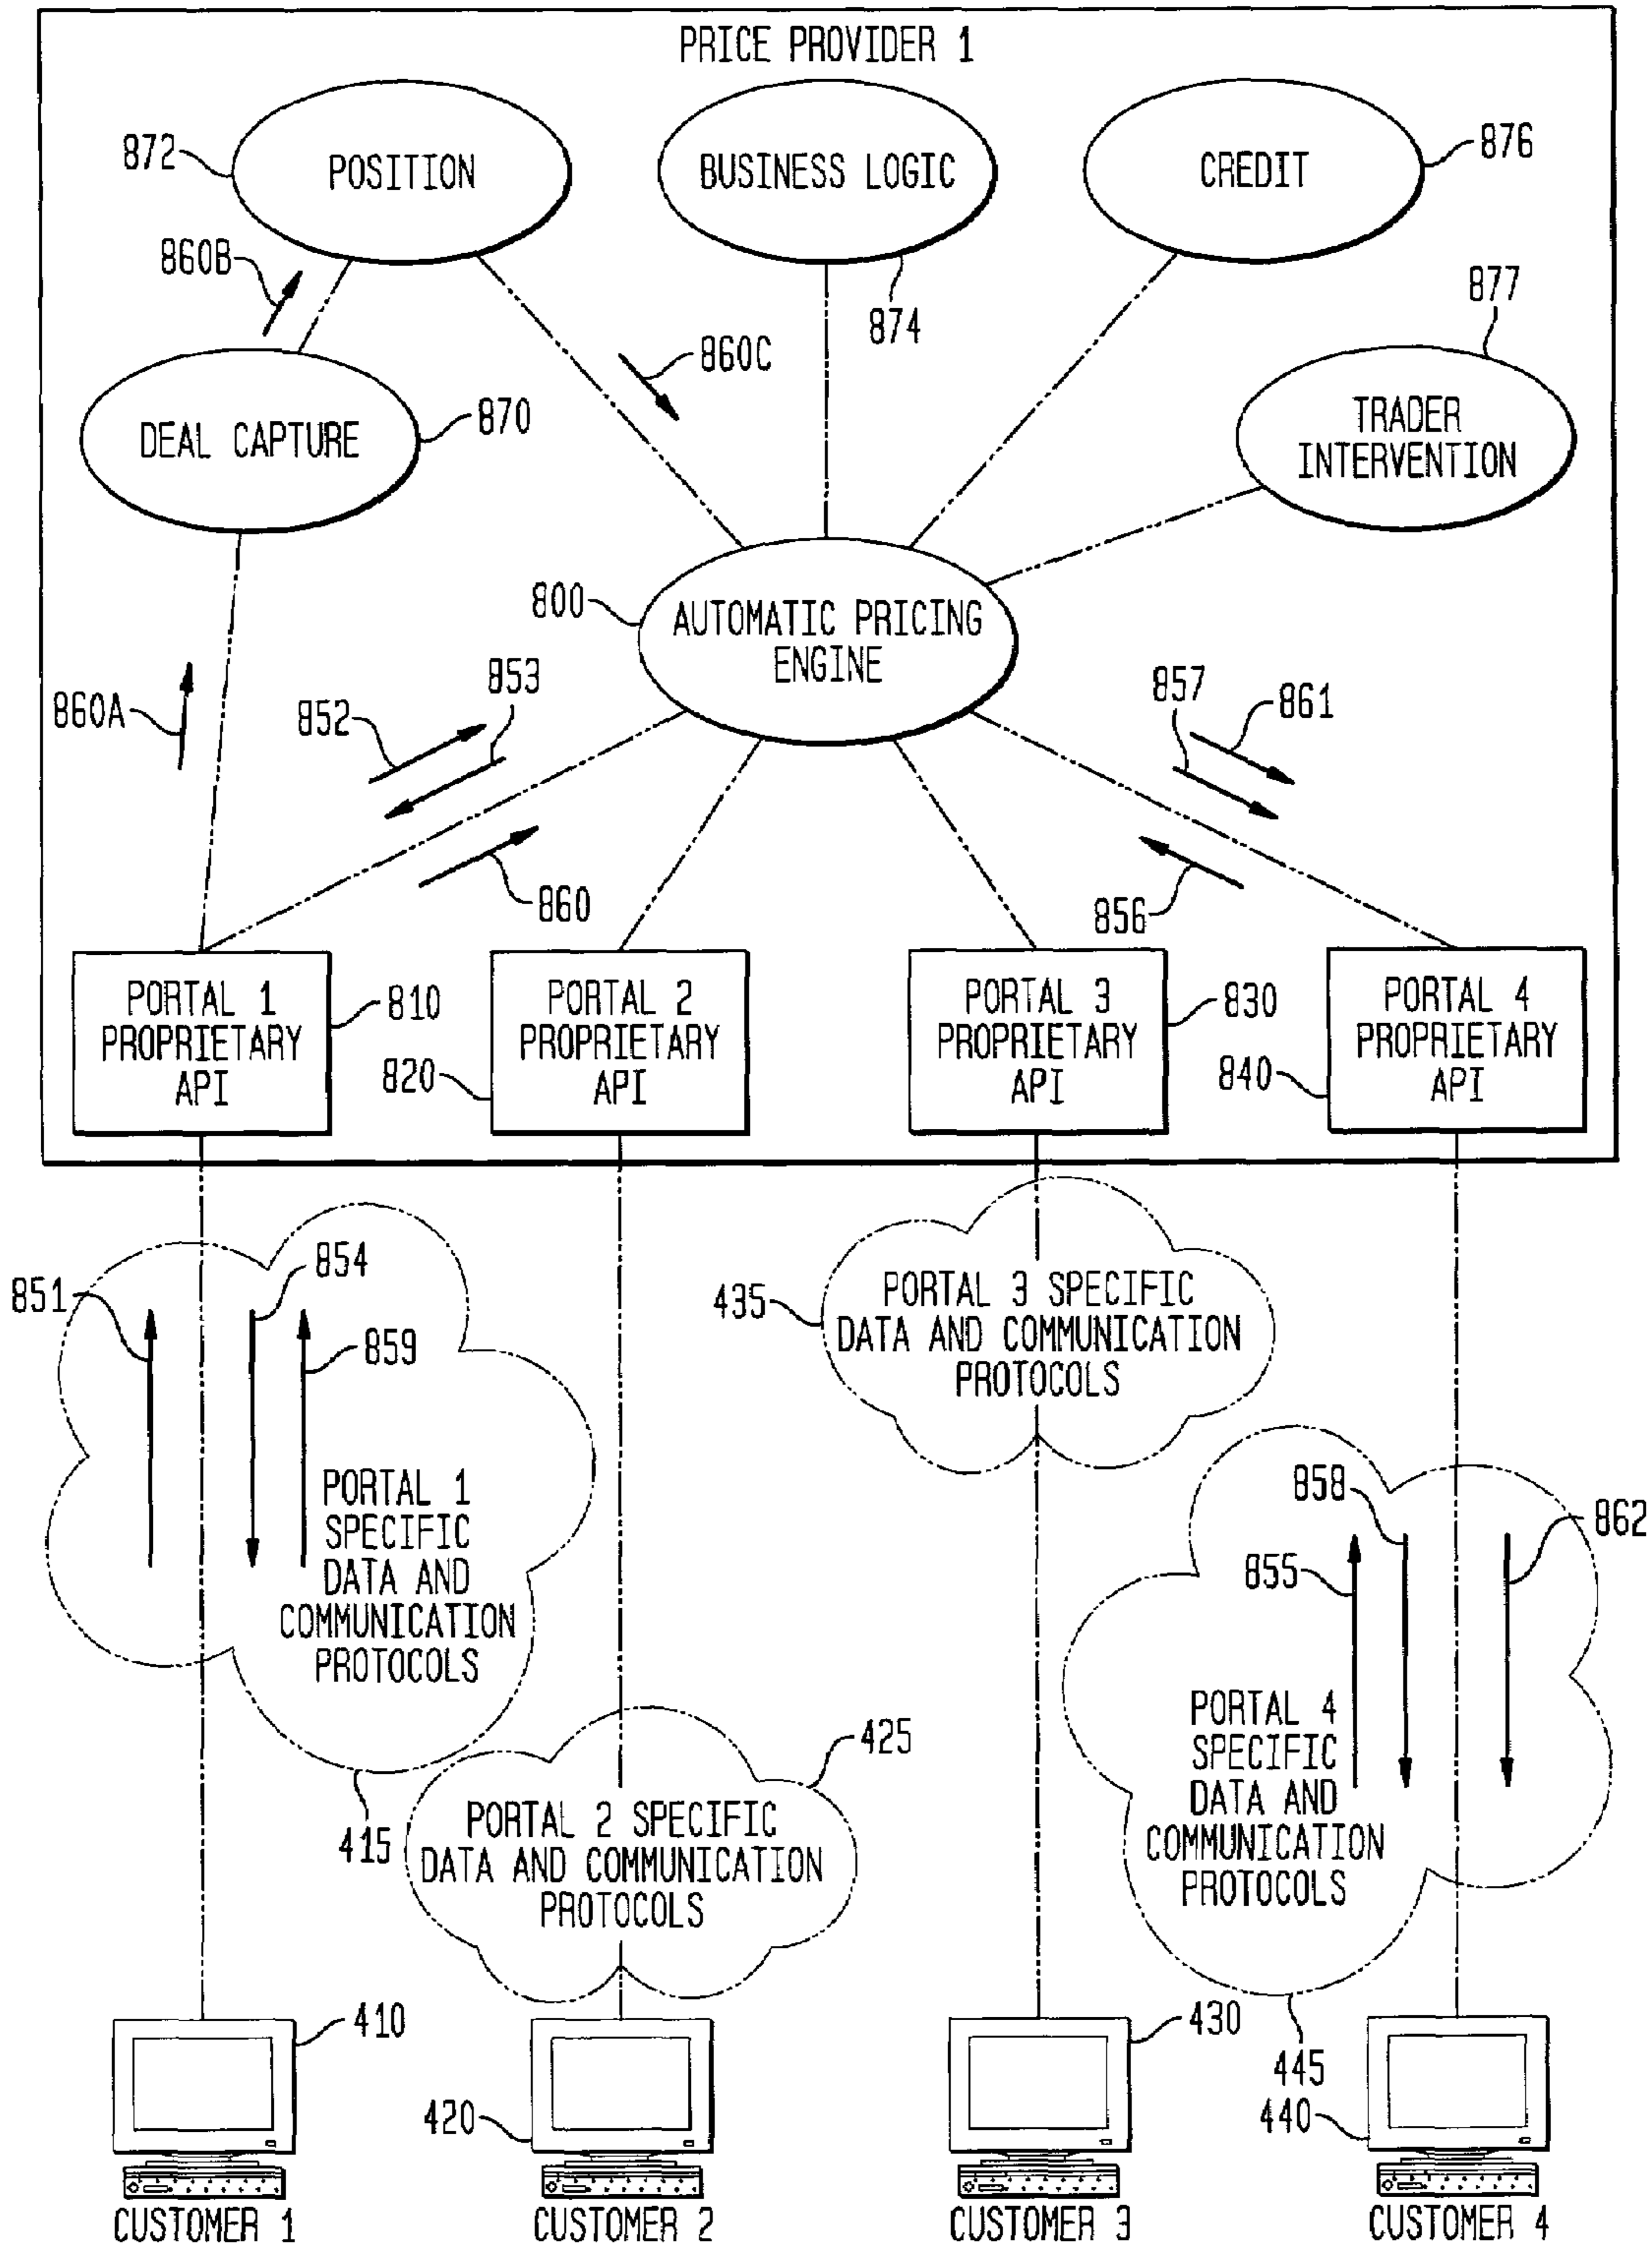 PRICE PROVIDER 1
872
POSITION
BUSINESS LOGIC
CREDIT
876
860B
874
877
860C
DEAL CAPTURE
870
TRADER
INTERVENTION
800
AUTOMATIC PRICING
ENGINE
860A
852
853
857
861
860
856
PORTAL 1
PROPRIETARY
API
810
820
PORTAL 2
PROPRIETARY
API
PORTAL 3
PROPRIETARY
API
830
840
PORTAL 4
PROPRIETARY
API
851
854
859
435
PORTAL 3 SPECIFIC
DATA AND COMMUNICATION
PROTOCOLS
PORTAL 1
SPECIFIC
DATA AND
COMMUNICATION
PROTOCOLS
415
858
855
862
PORTAL 4
SPECIFIC
DATA AND
COMMUNICATION
PROTOCOLS
445
425
PORTAL 2 SPECIFIC
DATA AND COMMUNICATION
PROTOCOLS
410
420
430
440
CUSTOMER 1
CUSTOMER 2
CUSTOMER 3
CUSTOMER 4